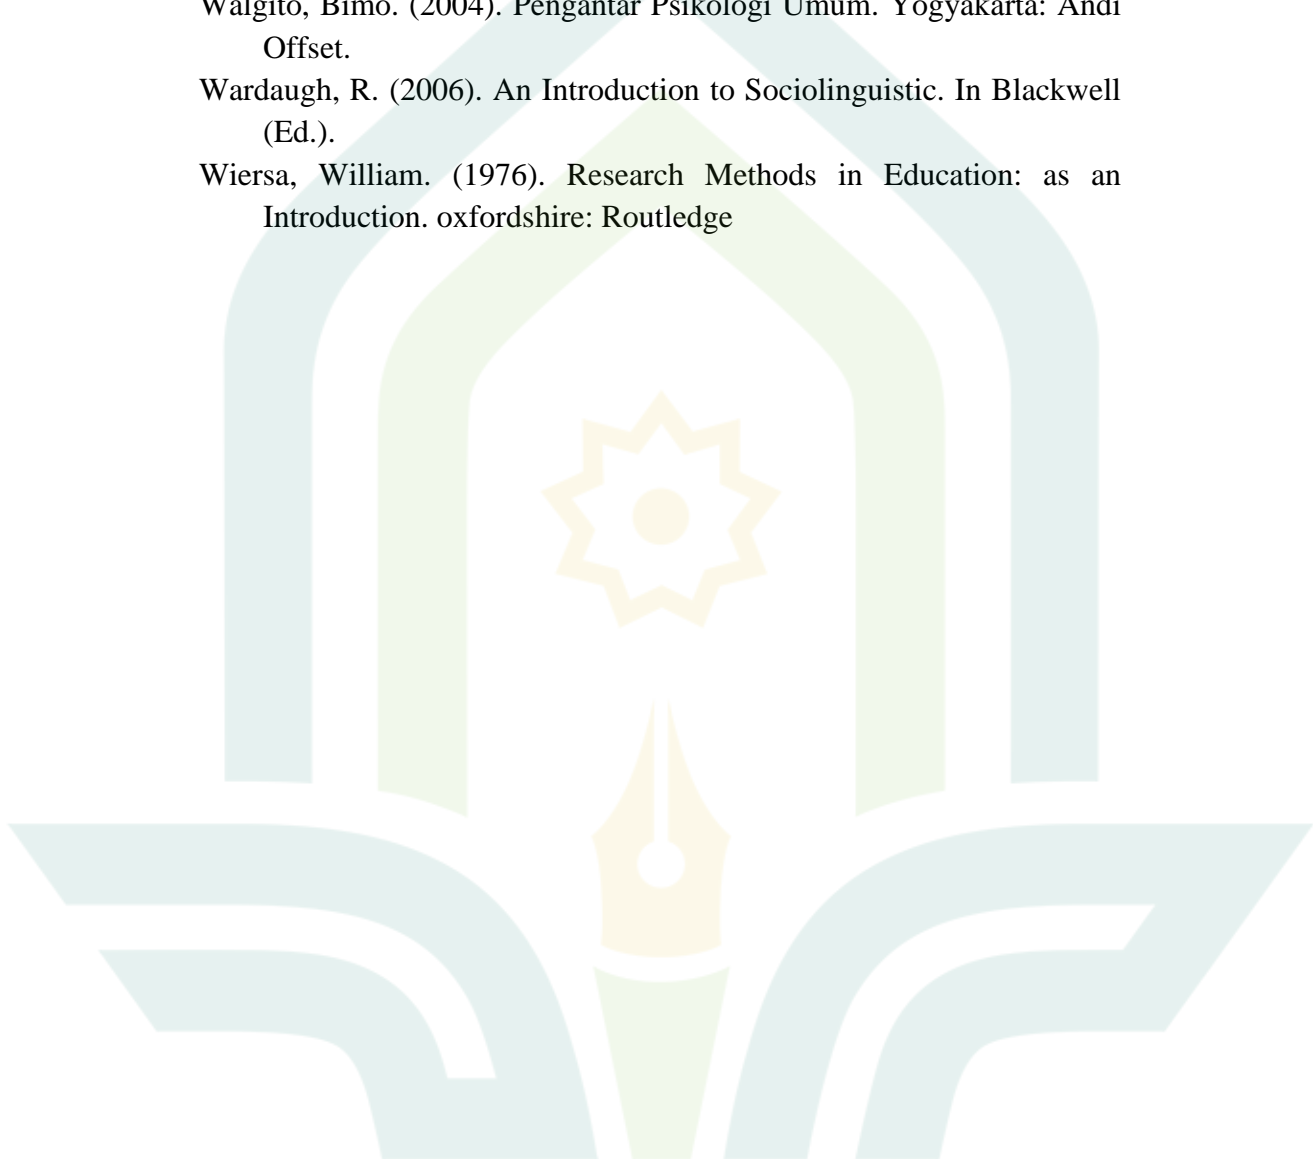 Walgito, Bimo. (2004). Pengantar Psikologi Umum. Yogyakarta: Andi
Offset.
Wardaugh, R. (2006). An Introduction to Sociolinguistic. In Blackwell
(Ed.).
Wiersa, William. (1976). Research Methods in Education: as an
Introduction. oxfordshire: Routledge